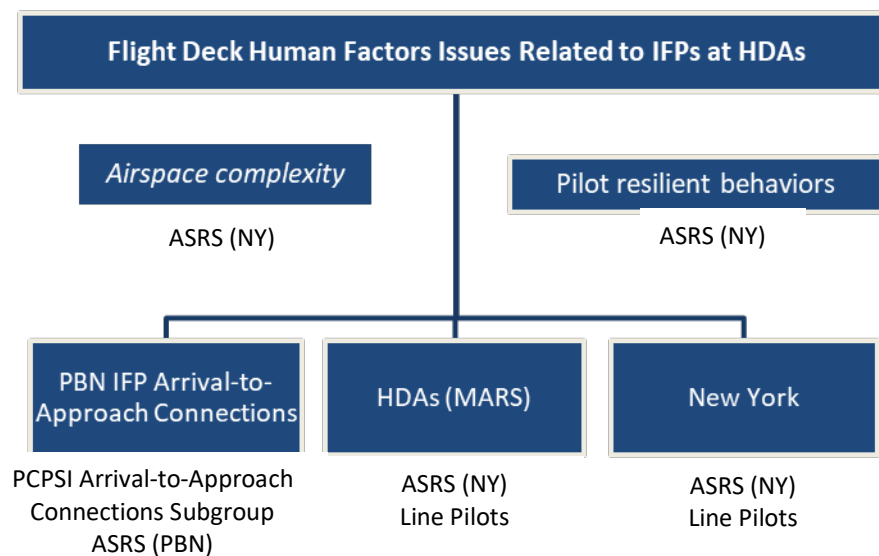 Flight Deck Human Factors Issues Related to IFPs at HDAs
Airspace complexity
ASRS (NY)
Pilot resilient behaviors
ASRS (NY)
PBN IFP Arrival-to-
Approach Connections
PCPSI Arrival-to-Approach
Connections Subgroup
ASRS (PBN)
HDAs (MARS)
ASRS (NY)
Line Pilots
New York
ASRS (NY)
Line Pilots